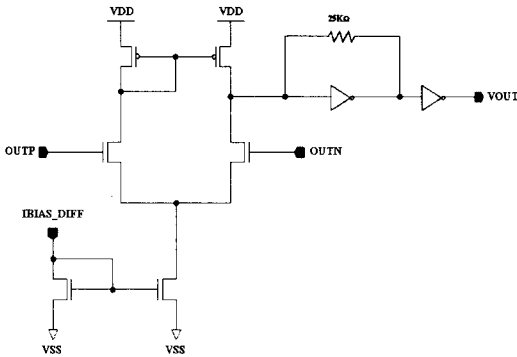 VDD
VDD
25KΩ
VOUT
OUTP
OUTN
IBIAS_DIFF
VSS
VSS